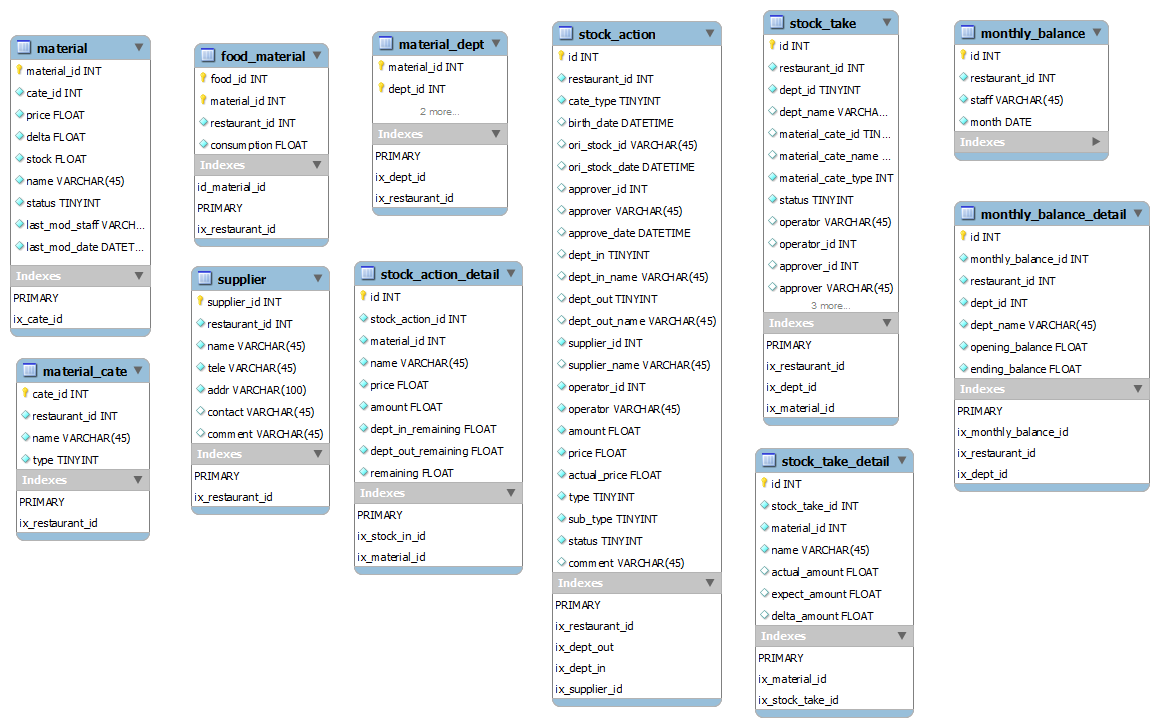 material
material_id INT
cate_id INT
price FLOAT
delta FLOAT
stock FLOAT
name VARCHAR(45)
status TINYINT
last_mod_staff VARCH...
last_mod_date DATET...
Indexes
PRIMARY
ix_cate_id
material_cate
cate_id INT
restaurant_id INT
name VARCHAR(45)
type TINYINT
Indexes
PRIMARY
ix_restaurant_id
food_material
food_id INT
material_id INT
restaurant_id INT
consumption FLOAT
Indexes
id_material_id
PRIMARY
ix_restaurant_id
supplier
supplier_id INT
restaurant_id INT
name VARCHAR(45)
tele VARCHAR(45)
addr VARCHAR(100)
contact VARCHAR(45)
comment VARCHAR(45)
Indexes
PRIMARY
ix_restaurant_id
material_dept
material_id INT
dept_id INT
2 more...
Indexes
PRIMARY
ix_dept_id
ix_restaurant_id
stock_action_detail
id INT
stock_action_id INT
material_id INT
name VARCHAR(45)
price FLOAT
amount FLOAT
dept_in_remaining FLOAT
dept_out_remaining FLOAT
remaining FLOAT
Indexes
PRIMARY
ix_stock_in_id
ix_material_id
stock_action
id INT
restaurant_id INT
cate_type TINYINT
birth_date DATETIME
ori_stock_id VARCHAR(45)
ori_stock_date DATETIME
approver_id INT
approver VARCHAR(45)
approve_date DATETIME
dept_in TINYINT
dept_in_name VARCHAR(45)
dept_out TINYINT
dept_out_name VARCHAR(45)
supplier_id INT
supplier_name VARCHAR(45)
operator_id INT
operator VARCHAR(45)
amount FLOAT
price FLOAT
actual_price FLOAT
type TINYINT
sub_type TINYINT
status TINYINT
comment VARCHAR(45)
Indexes
PRIMARY
ix_restaurant_id
ix_dept_out
ix_dept_in
ix_supplier_id
stock_take
id INT
restaurant_id INT
dept_id TINYINT
dept_name VARCHA...
material_cate_id TIN...
material_cate_name ...
material_cate_type INT
status TINYINT
operator VARCHAR(45)
operator_id INT
approver_id INT
approver VARCHAR(45)
3 more...
Indexes
PRIMARY
ix_restaurant_id
ix_dept_id
ix_material_id
stock_take_detail
id INT
stock_take_id INT
material_id INT
name VARCHAR(45)
actual_amount FLOAT
expect_amount FLOAT
delta_amount FLOAT
Indexes
PRIMARY
ix_material_id
ix_stock_take_id
monthly_balance
id INT
restaurant_id INT
staff VARCHAR(45)
month DATE
Indexes
monthly_balance_detail
id INT
monthly_balance_id INT
restaurant_id INT
dept_id INT
dept_name VARCHAR(45)
opening_balance FLOAT
ending_balance FLOAT
Indexes
PRIMARY
ix_monthly_balance_id
ix_restaurant_id
ix_dept_id